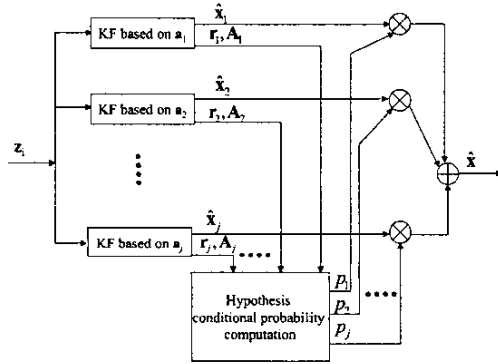 x̂₁
KF based on a₁
r₁, A₁
x̂₂
KF based on a₂
r₂, A₂
zᵢ
x̂
x̂ⱼ
KF based on aⱼ
rⱼ, Aⱼ
p₁
Hypothesis
conditional probability
computation
p₂
pⱼ